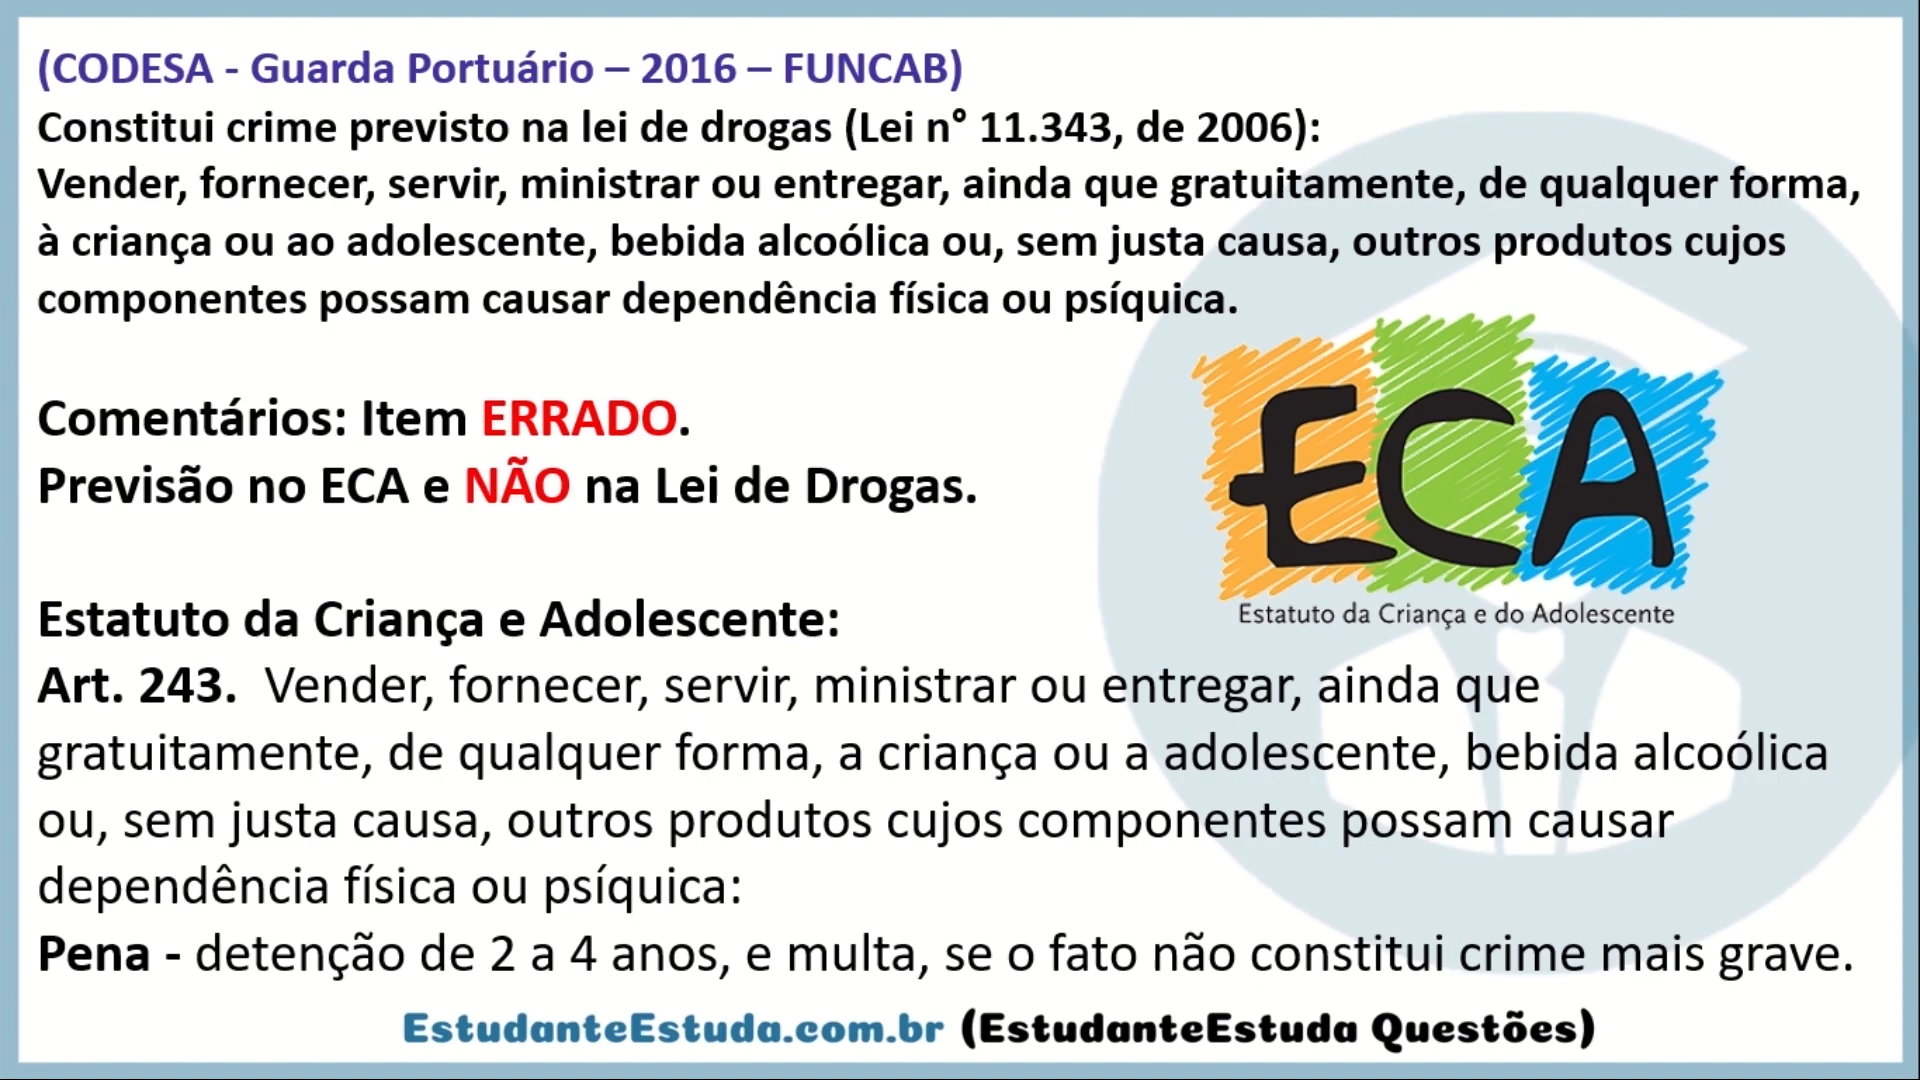 (CODESA - Guarda Portuário – 2016 – FUNCAB)
Constitui crime previsto na lei de drogas (Lei n° 11.343, de 2006):
Vender, fornecer, servir, ministrar ou entregar, ainda que gratuitamente, de qualquer forma,
à criança ou ao adolescente, bebida alcoólica ou, sem justa causa, outros produtos cujos
componentes possam causar dependência física ou psíquica.
Comentários: Item ERRADO.
Previsão no ECA e NÃO na Lei de Drogas.
ECA
Estatuto da Criança e do Adolescente
Estatuto da Criança e Adolescente:
Art. 243. Vender, fornecer, servir, ministrar ou entregar, ainda que
gratuitamente, de qualquer forma, a criança ou a adolescente, bebida alcoólica
ou, sem justa causa, outros produtos cujos componentes possam causar
dependência física ou psíquica:
Pena - detenção de 2 a 4 anos, e multa, se o fato não constitui crime mais grave.
EstudanteEstuda.com.br (EstudanteEstuda Questões)